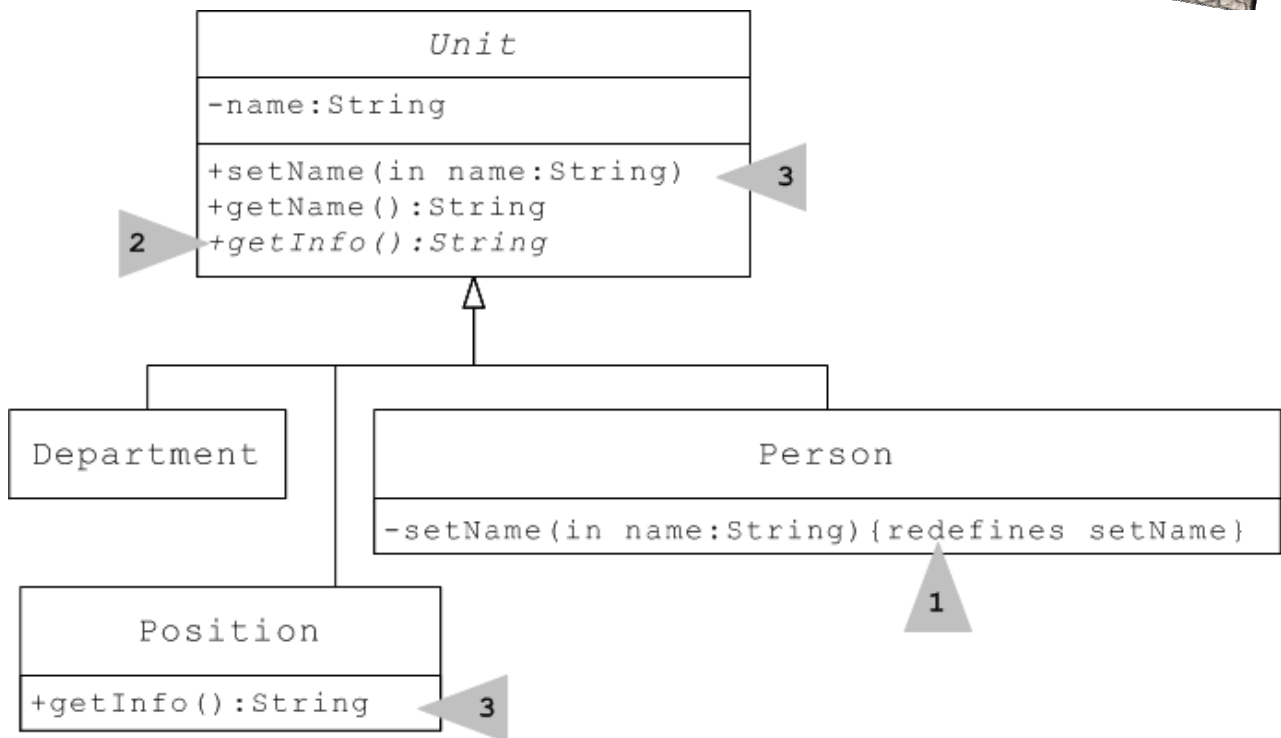 Unit
-name:String
+setName(in name:String)
3
+getName():String
2
+getInfo():String
Department
Person
-setName(in name:String){redefines setName}
1
Position
+getInfo():String
3